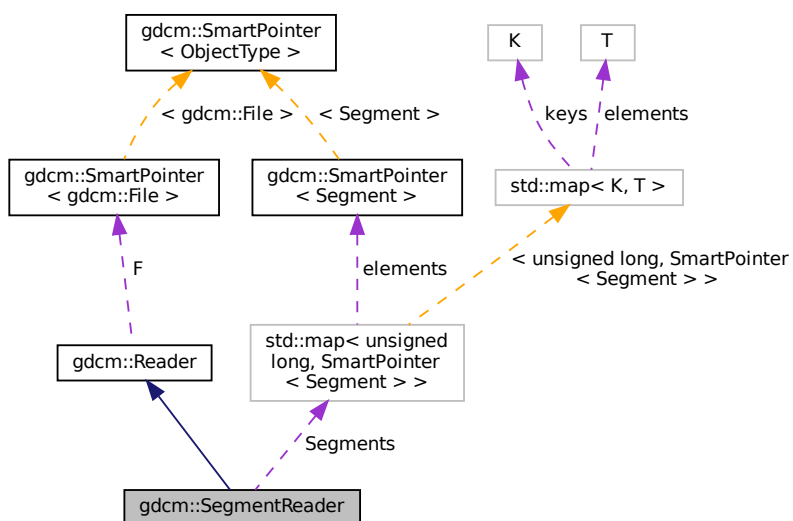 gdcm::SmartPointer
< ObjectType >
K
T
< gdcm::File >
< Segment >
keys
elements
gdcm::SmartPointer
< gdcm::File >
gdcm::SmartPointer
< Segment >
std::map< K, T >
F
elements
< unsigned long, SmartPointer
< Segment > >
gdcm::Reader
std::map< unsigned
long, SmartPointer
< Segment > >
Segments
gdcm::SegmentReader